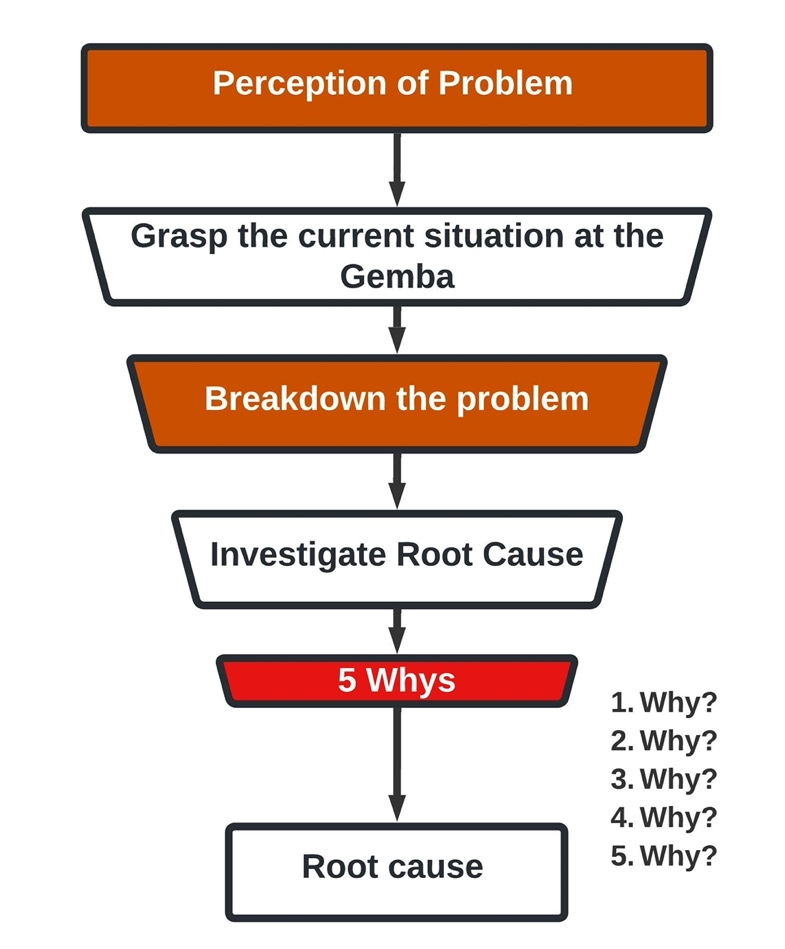 Perception of Problem
Grasp the current situation at the
Gemba
Breakdown the problem
Investigate Root Cause
5 Whys
1. Why?
2. Why?
3. Why?
4. Why?
5. Why?
Root cause